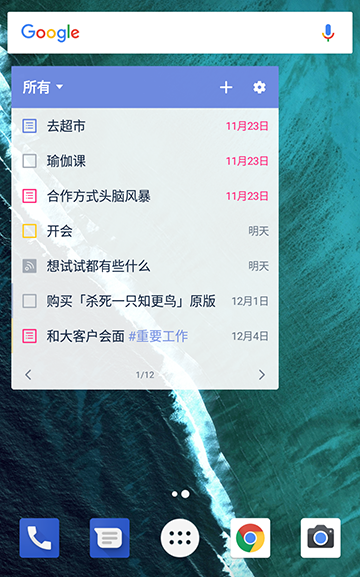 Google
所有
去超市 11月23日
瑜伽课 11月23日
合作方式头脑风暴 11月23日
开会 明天
想试试都有些什么 明天
购买「杀死一只知更鸟」原版 12月1日
和大客户会面 #重要工作 12月4日
1/12